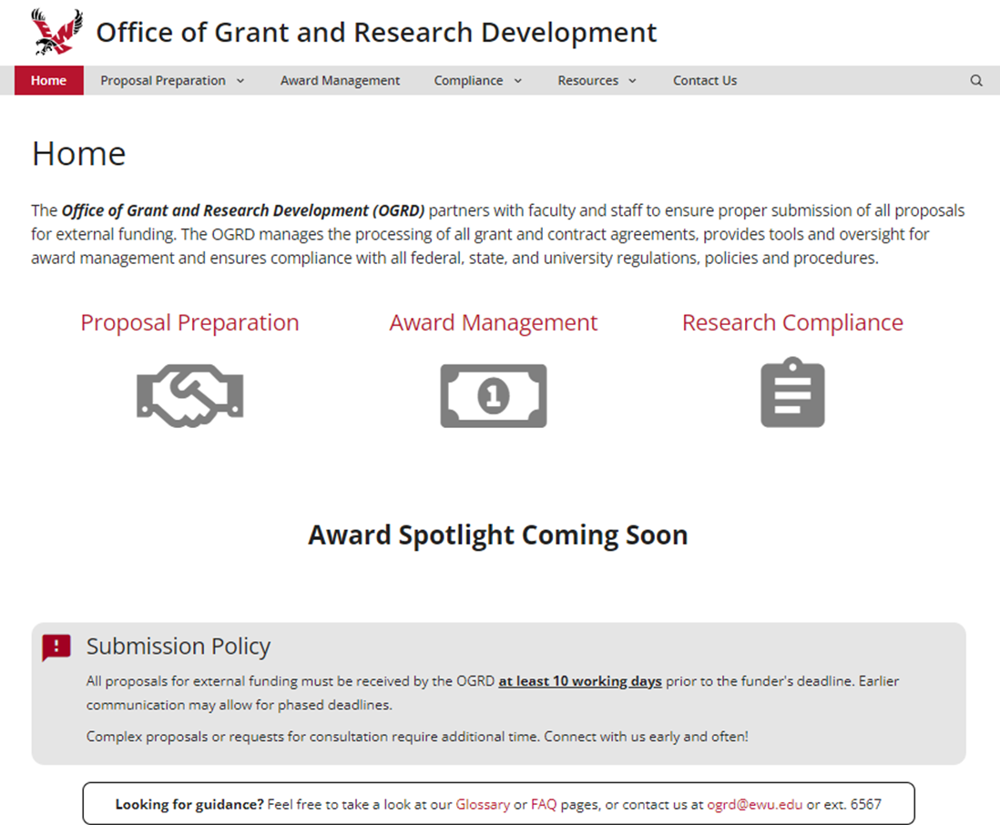 Office of Grant and Research Development
Home Proposal Preparation Award Management Compliance Resources Contact Us
Home
The Office of Grant and Research Development (OGRD) partners with faculty and staff to ensure proper submission of all proposals
for external funding. The OGRD manages the processing of all grant and contract agreements, provides tools and oversight for
award management and ensures compliance with all federal, state, and university regulations, policies and procedures.
Proposal Preparation Award Management Research Compliance
1
Award Spotlight Coming Soon
! Submission Policy
All proposals for external funding must be received by the OGRD at least 10 working days prior to the funder's deadline. Earlier
communication may allow for phased deadlines.
Complex proposals or requests for consultation require additional time. Connect with us early and often!
Looking for guidance? Feel free to take a look at our Glossary or FAQ pages, or contact us at ogrd@ewu.edu or ext. 6567